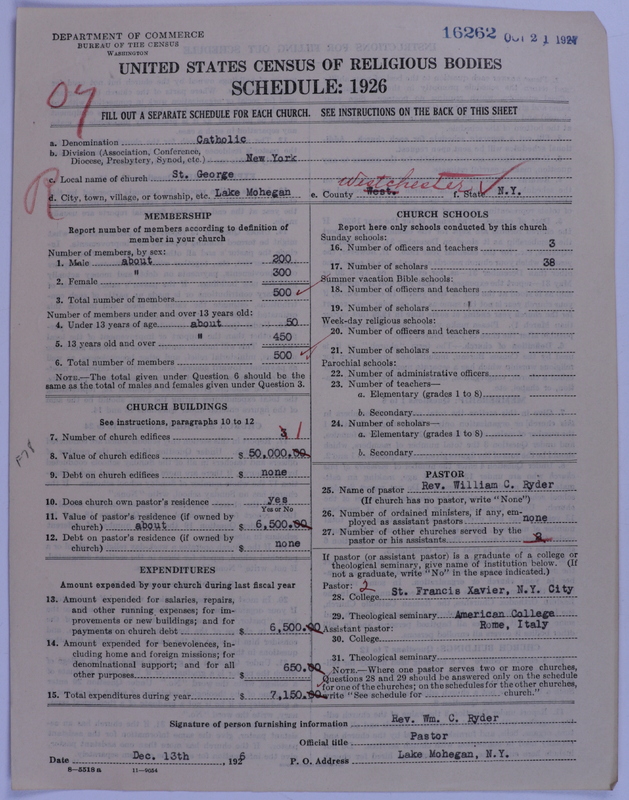 DEPARTMENT OF COMMERCE
BUREAU OF THE CENSUS
WASHINGTON
16262 OCT 21 1927
UNITED STATES CENSUS OF RELIGIOUS BODIES
SCHEDULE: 1926
FILL OUT A SEPARATE SCHEDULE FOR EACH CHURCH. SEE INSTRUCTIONS ON THE BACK OF THIS SHEET
a. Denomination Catholic
b. Division (Association, Conference, Diocese, Presbytery, Synod, etc.) New York
c. Local name of church St. George
Westchester
d. City, town, village, or township, etc. Lake Mohegan e. County West. f. State N.Y.
MEMBERSHIP
Report number of members according to definition of member in your church
Number of members, by sex:
1. Male about 200
2. Female " 300
3. Total number of members 500
Number of members under and over 13 years old:
4. Under 13 years of age about 50
5. 13 years old and over " 450
6. Total number of members 500
NOTE.—The total given under Question 6 should be the same as the total of males and females given under Question 3.
CHURCH BUILDINGS
See instructions, paragraphs 10 to 12
7. Number of church edifices 1
8. Value of church edifices $ 50,000.00
9. Debt on church edifices $ none
10. Does church own pastor's residence yes
Yes or No
11. Value of pastor's residence (if owned by church) about $ 6,500.00
12. Debt on pastor's residence (if owned by church) $ none
EXPENDITURES
Amount expended by your church during last fiscal year
13. Amount expended for salaries, repairs, and other running expenses; for improvements or new buildings; and for payments on church debt $ 6,500.00
14. Amount expended for benevolences, including home and foreign missions; for denominational support; and for all other purposes $ 650.00
15. Total expenditures during year $ 7,150.00
CHURCH SCHOOLS
Report here only schools conducted by this church
Sunday schools:
16. Number of officers and teachers 3
17. Number of scholars 38
Summer vacation Bible schools:
18. Number of officers and teachers
19. Number of scholars
Week-day religious schools:
20. Number of officers and teachers
21. Number of scholars
Parochial schools:
22. Number of administrative officers
23. Number of teachers—
a. Elementary (grades 1 to 8)
b. Secondary
24. Number of scholars—
a. Elementary (grades 1 to 8)
b. Secondary
PASTOR
25. Name of pastor Rev. William C. Ryder
(If church has no pastor, write "None")
26. Number of ordained ministers, if any, employed as assistant pastors none
27. Number of other churches served by the pastor or his assistants 2
If pastor (or assistant pastor) is a graduate of a college or theological seminary, give name of institution below. (If not a graduate, write "No" in the space indicated.)
Pastor: 2
28. College St. Francis Xavier, N.Y. City
29. Theological seminary American College
Assistant pastor: Rome, Italy
30. College
31. Theological seminary
NOTE.—Where one pastor serves two or more churches, Questions 28 and 29 should be answered only on the schedule for one of the churches; on the schedules for the other churches, write "See schedule for church."
Signature of person furnishing information Rev. Wm. C. Ryder
Official title Pastor
Date Dec. 13th, 1926 P. O. Address Lake Mohegan, N.Y.
8—5518 a 11—9054